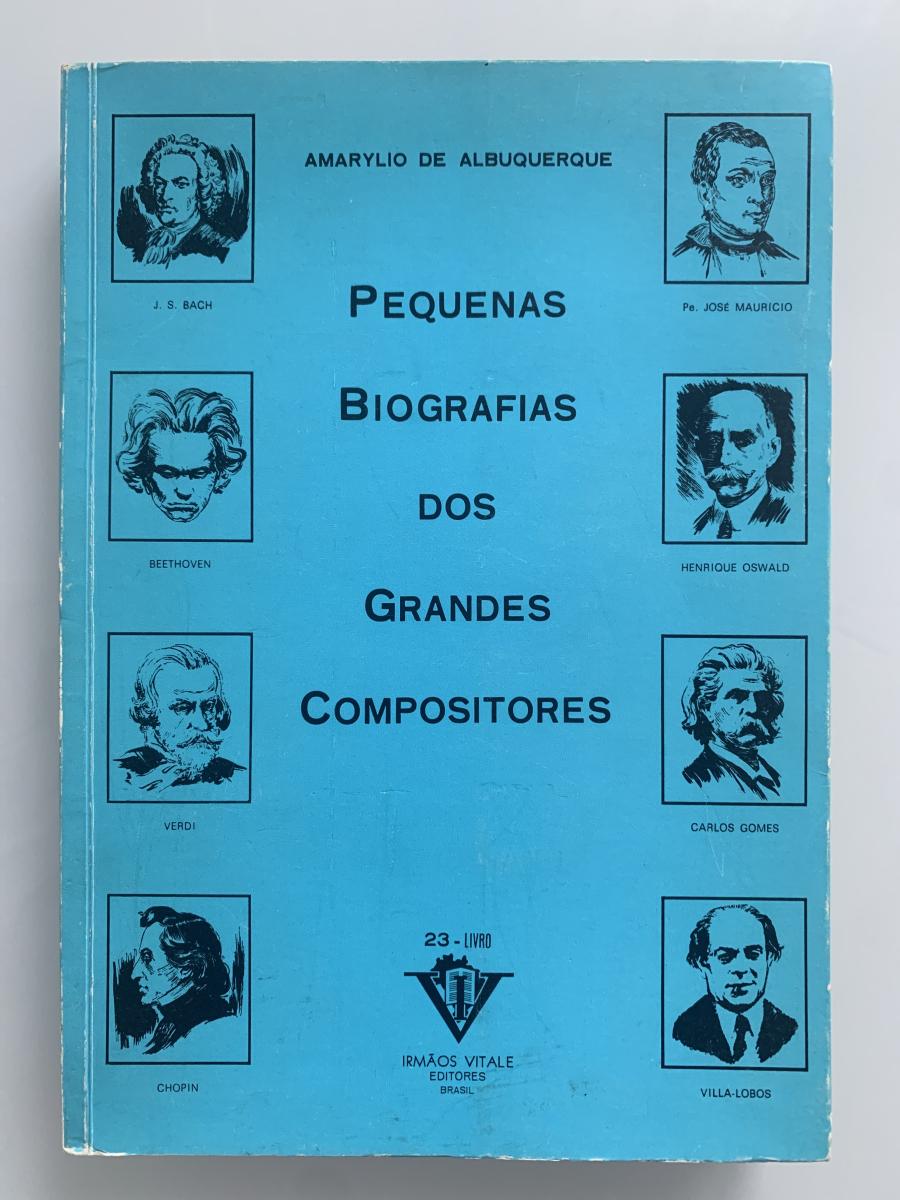 AMARYLIO DE ALBUQUERQUE
PEQUENAS
BIOGRAFIAS
DOS
GRANDES
COMPOSITORES
J. S. BACH
BEETHOVEN
VERDI
CHOPIN
Pe. JOSÉ MAURICIO
HENRIQUE OSWALD
CARLOS GOMES
VILLA-LOBOS
23 - LIVRO
IRMÃOS VITALE
EDITORES
BRASIL